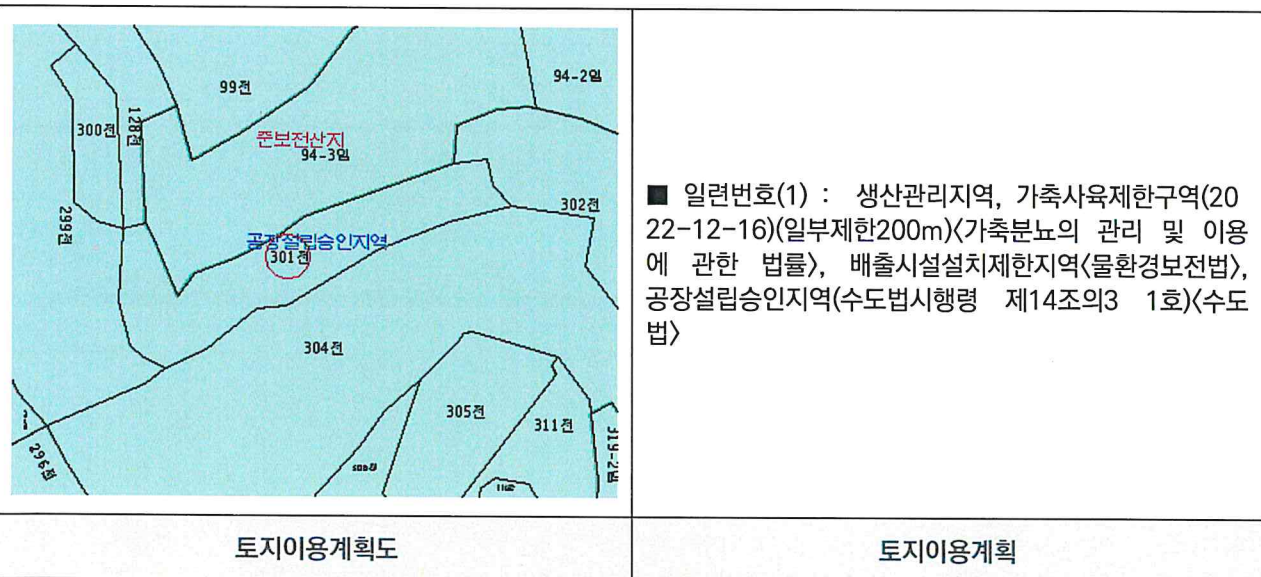 99전
94-2임
300전
128전
준보전산지
94-3임
299전
302전
공장설립승인지역
301전
304전
305전
311전
319-2임
296전
■ 일련번호(1) : 생산관리지역, 가축사육제한구역(20
22-12-16)(일부제한200m)〈가축분뇨의 관리 및 이용
에 관한 법률〉, 배출시설설치제한지역〈물환경보전법〉,
공장설립승인지역(수도법시행령 제14조의3 1호)〈수도
법〉
토지이용계획도
토지이용계획